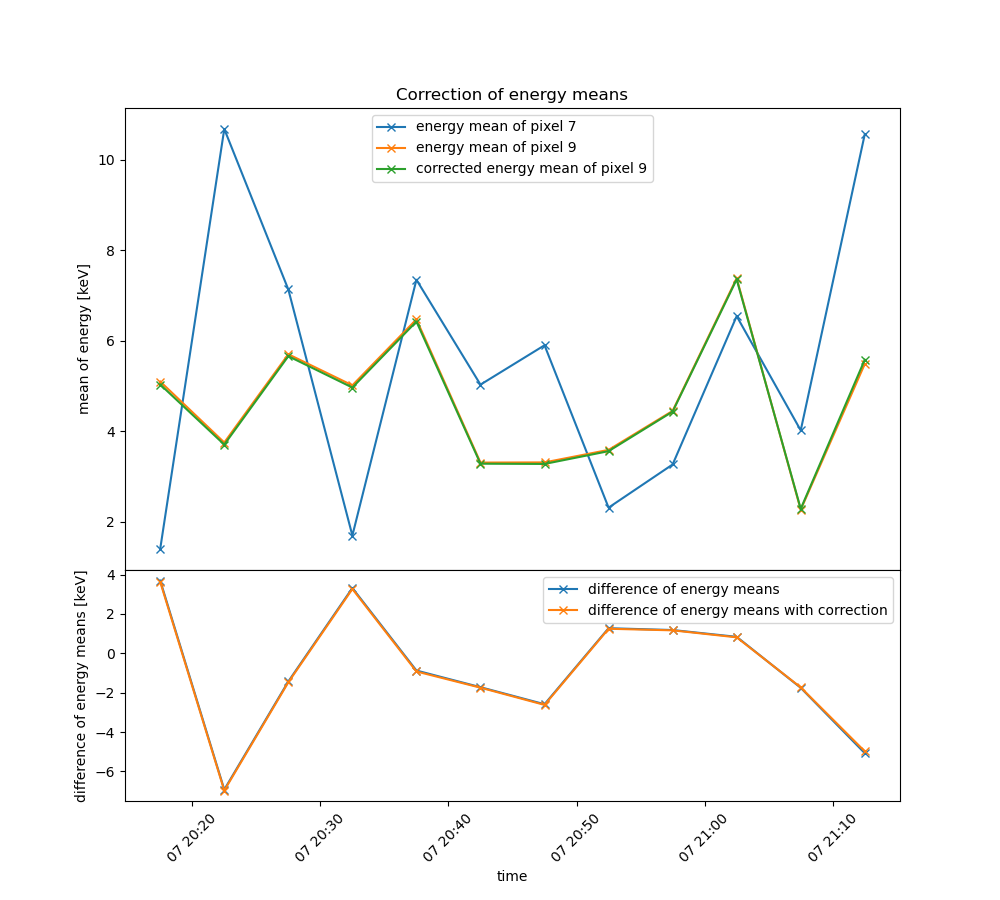 Correction of energy means
energy mean of pixel 7
energy mean of pixel 9
corrected energy mean of pixel 9
10
8
6
4
2
mean of energy [keV]
difference of energy means
difference of energy means with correction
4
2
0
−2
−4
−6
difference of energy means [keV]
07 20:20
07 20:30
07 20:40
07 20:50
07 21:00
07 21:10
time